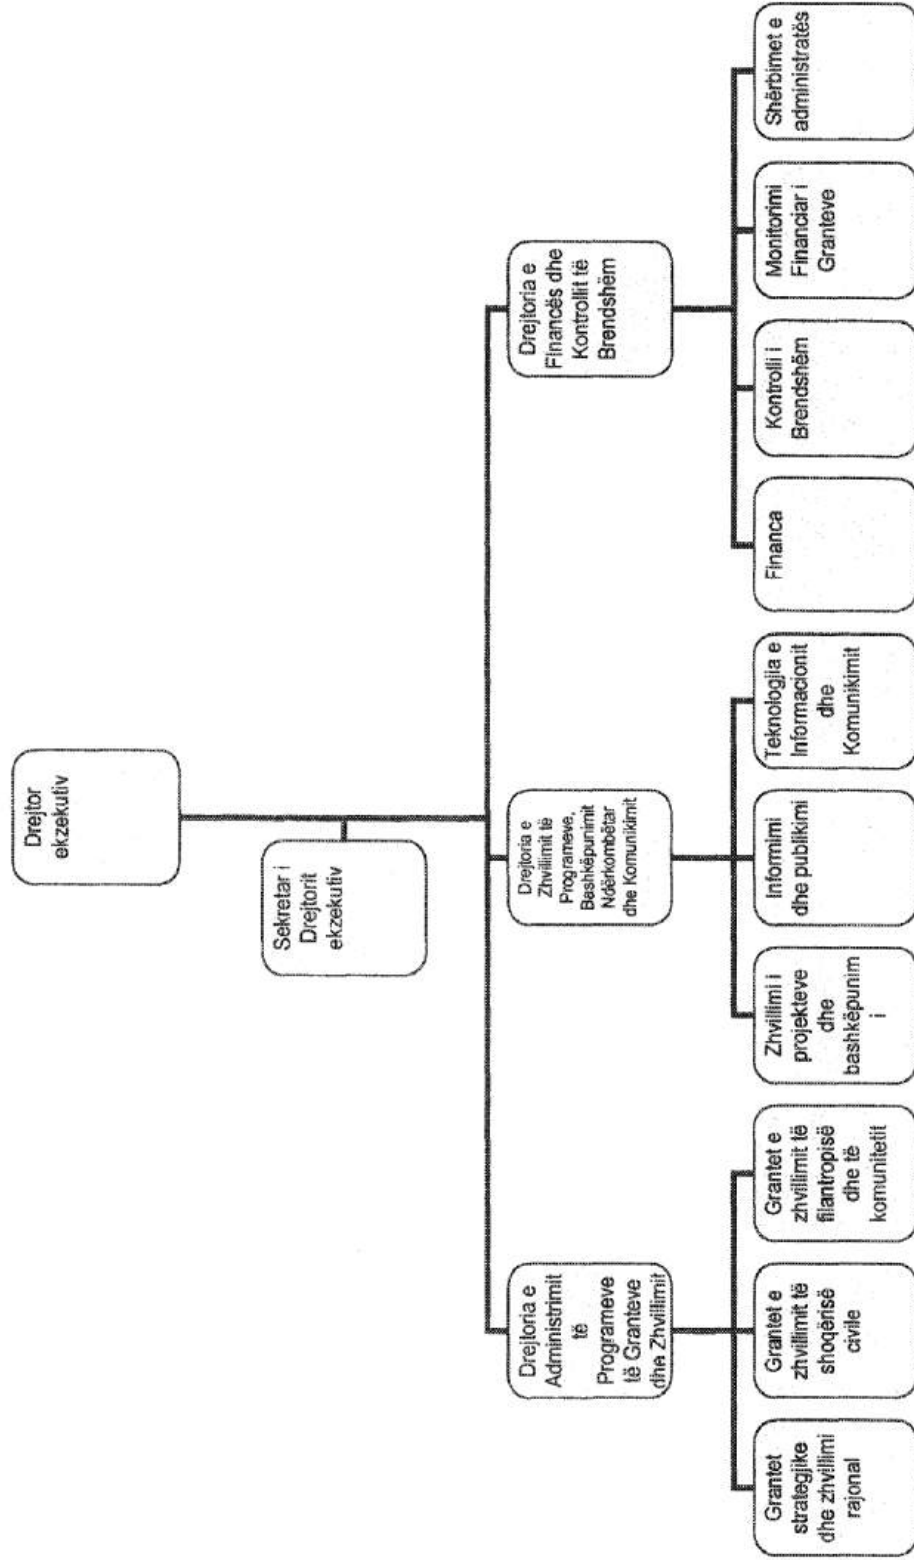 Drejtor
ekzekutiv
Sekretar i
Drejtorit
ekzekutiv
Drejtoria e
Administrimit
të
Programeve
të Granteve
dhe Zhvillimit
Drejtoria e
Zhvillimit të
Programeve,
Bashkëpunimit
Ndërkombëtar
dhe Komunikimit
Drejtoria e
Financës dhe
Kontrollit të
Brendshëm
Grantet
strategjike
dhe zhvillimi
rajonal
Grantet e
zhvillimit të
shoqërisë
civile
Grantet e
zhvillimit të
filantropisë
dhe të
komunitetit
Zhvillimi i
projekteve
dhe
bashkëpunim
i
Informimi
dhe publikimi
Teknologjia e
Informacionit
dhe
Komunikimit
Financa
Kontrolli i
Brendshëm
Monitorimi
Financiar i
Granteve
Shërbimet e
administratës